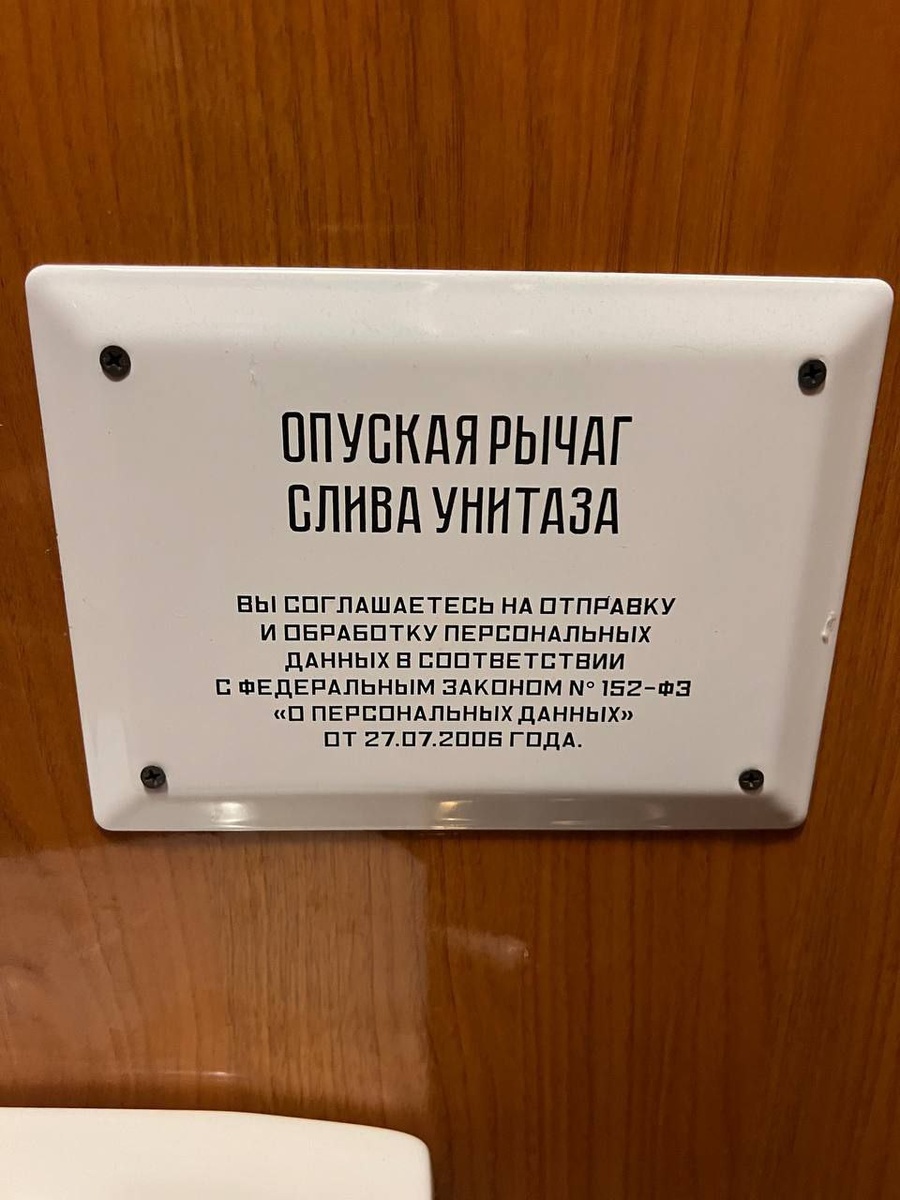 ОПУСКАЯ РЫЧАГ
СЛИВА УНИТАЗА
ВЫ СОГЛАШАЕТЕСЬ НА ОТПРАВКУ
И ОБРАБОТКУ ПЕРСОНАЛЬНЫХ
ДАННЫХ В СООТВЕТСТВИИ
С ФЕДЕРАЛЬНЫМ ЗАКОНОМ N° 152-ФЗ
«О ПЕРСОНАЛЬНЫХ ДАННЫХ»
ОТ 27.07.2006 ГОДА.